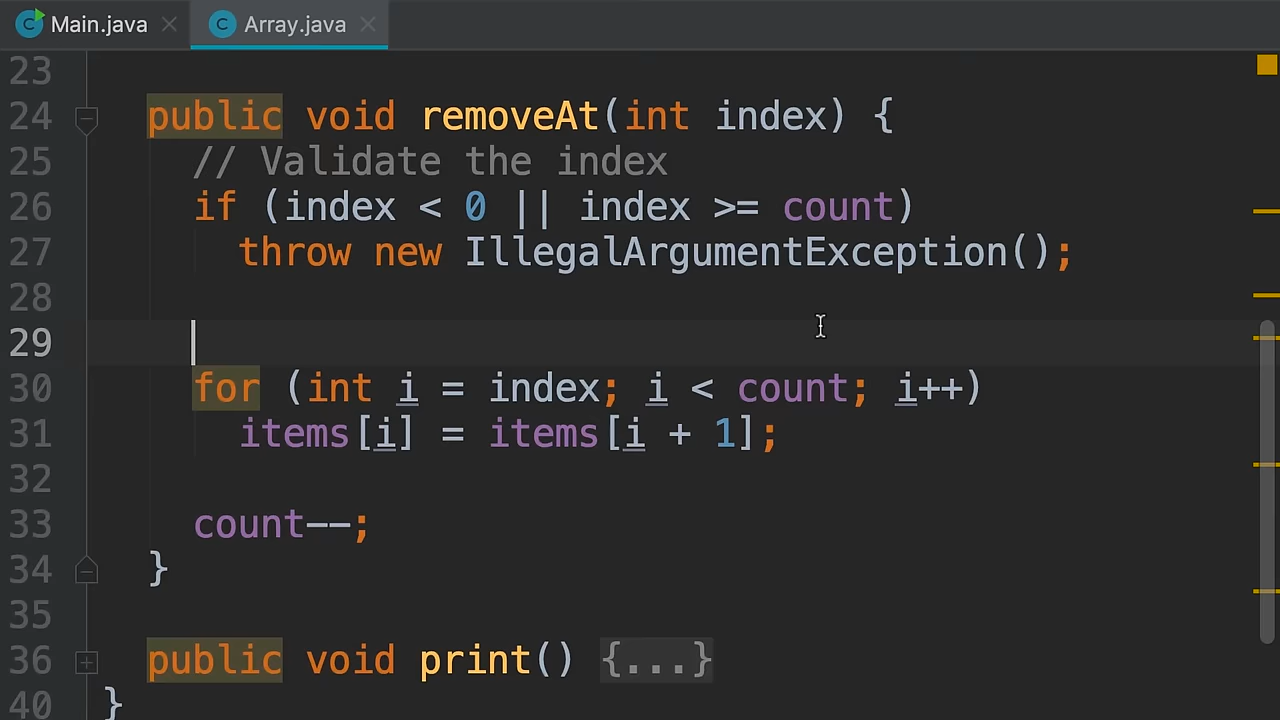 Main.java Array.java
23
24 public void removeAt(int index) {
25 // Validate the index
26 if (index < 0 || index >= count)
27 throw new IllegalArgumentException();
28
29
30 for (int i = index; i < count; i++)
31 items[i] = items[i + 1];
32
33 count--;
34 }
35
36 public void print() {...}
40 }